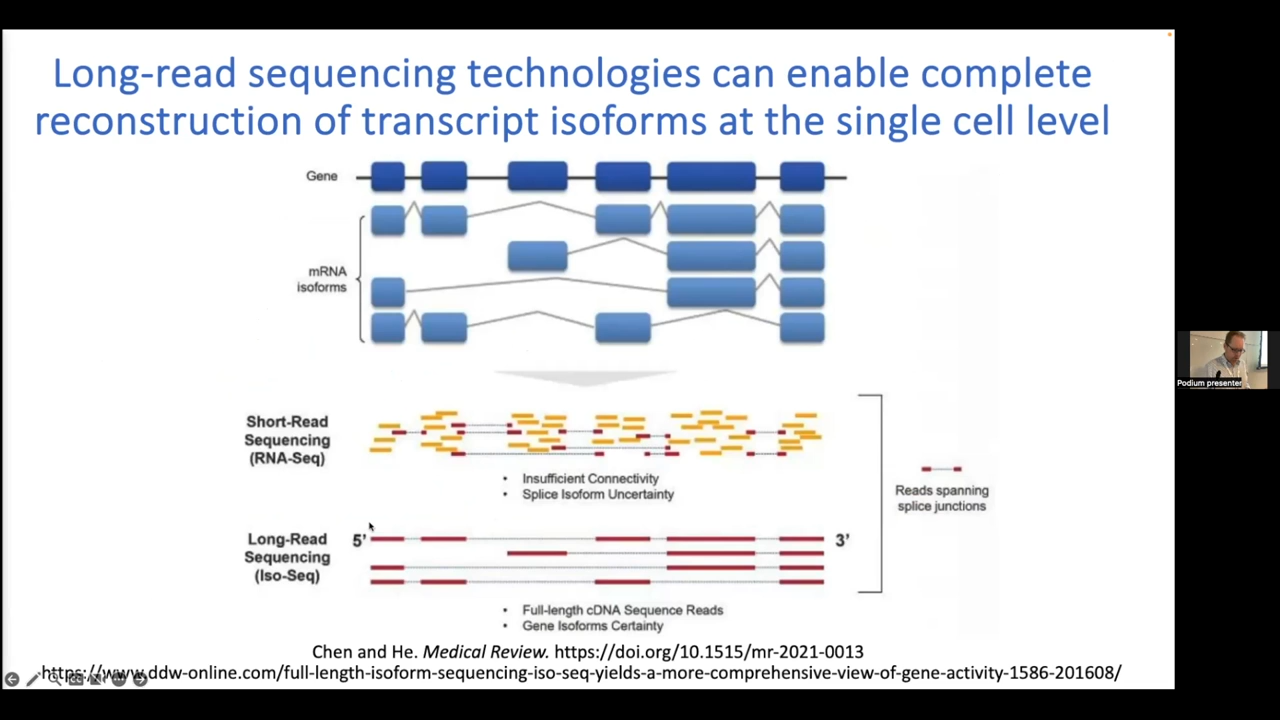 Long-read sequencing technologies can enable complete
reconstruction of transcript isoforms at the single cell level
Gene
mRNA
isoforms
Short-Read
Sequencing
(RNA-Seq)
• Insufficient Connectivity
• Splice Isoform Uncertainty
Reads spanning
splice junctions
Long-Read
Sequencing
(Iso-Seq)
5’
3’
• Full-length cDNA Sequence Reads
• Gene Isoforms Certainty
Chen and He. Medical Review. https://doi.org/10.1515/mr-2021-0013
https://www.ddw-online.com/full-length-isoform-sequencing-iso-seq-yields-a-more-comprehensive-view-of-gene-activity-1586-201608/
Podium presenter